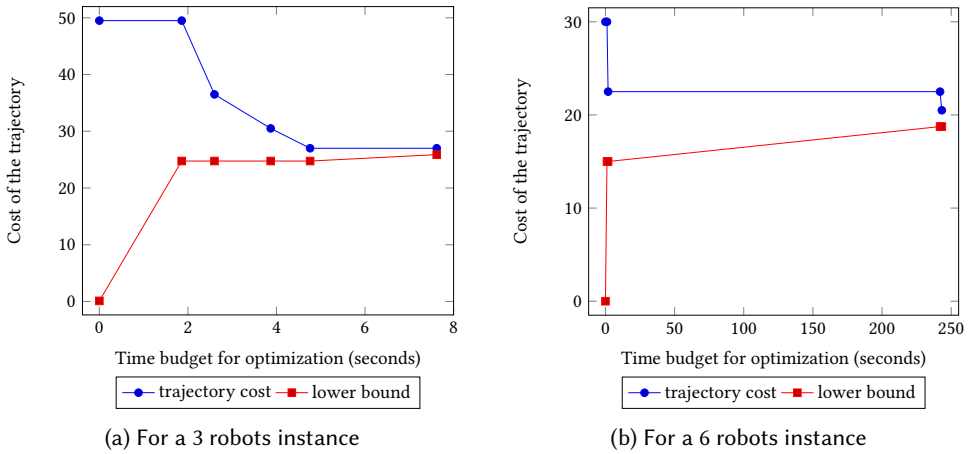 50
40
30
20
10
0
Cost of the trajectory
0 2 4 6 8
Time budget for optimization (seconds)
trajectory cost lower bound
(a) For a 3 robots instance
30
20
10
0
Cost of the trajectory
0 50 100 150 200 250
Time budget for optimization (seconds)
trajectory cost lower bound
(b) For a 6 robots instance